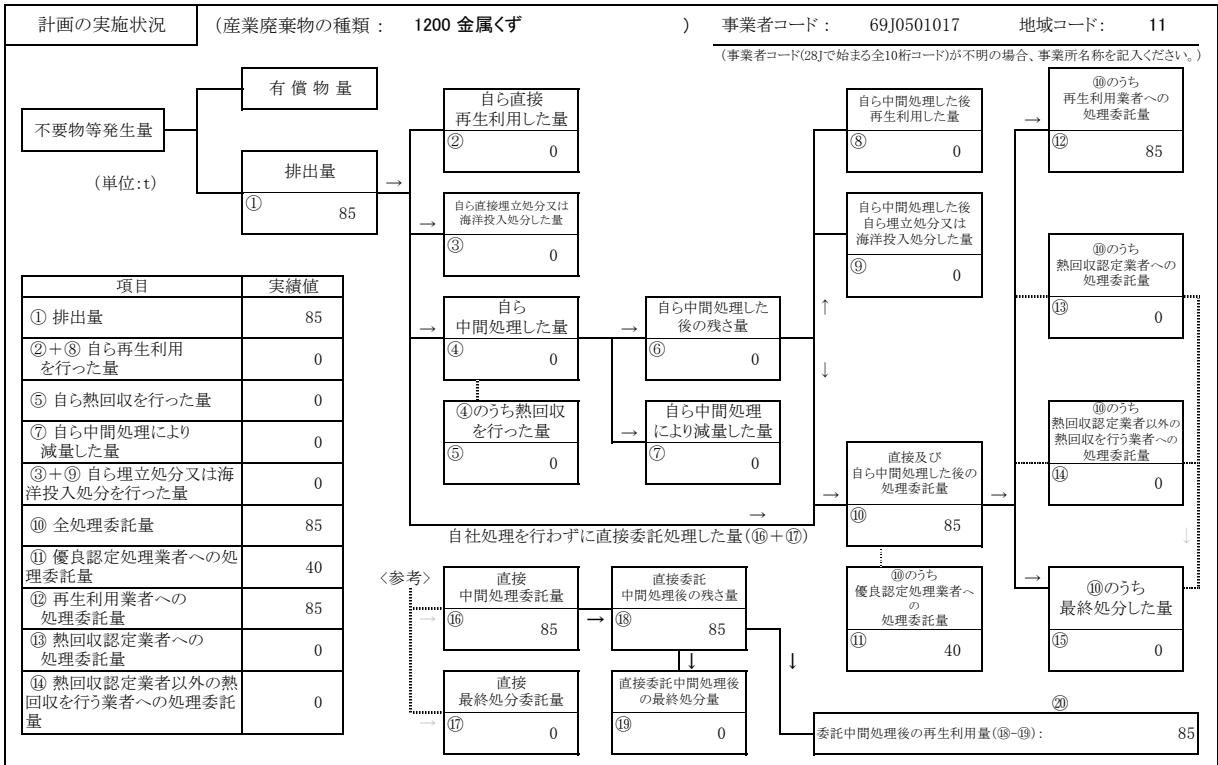 計画の実施状況 (産業廃棄物の種類： 1200 金属くず ) 事業者コード： 69J0501017 地域コード： 11
(事業者コード(28Jで始まる全10桁コード)が不明の場合、事業所名称を記入ください。)
不要物等発生量
(単位:t)
有償物量
排出量
①
85
→
自ら直接
再生利用した量
②
0
→
自ら直接埋立処分又は
海洋投入処分した量
③
0
→
自ら
中間処理した量
④
0
④のうち熱回収
を行った量
⑤
0
→
自ら中間処理した
後の残さ量
⑥
0
→
自ら中間処理
により減量した量
⑦
0
自ら中間処理した後
再生利用した量
⑧
0
自ら中間処理した後
自ら埋立処分又は
海洋投入処分した量
⑨
0
↑
↓
→
→
自社処理を行わずに直接委託処理した量(⑯+⑰)
直接及び
自ら中間処理した後の
処理委託量
⑩
85
→
⑩のうち
優良認定処理業者へ
の
処理委託量
⑪
40
→
⑩のうち
再生利用業者への
処理委託量
⑫
85
⑩のうち
熱回収認定業者への
処理委託量
⑬
0
⑩のうち
熱回収認定業者以外の
熱回収を行う業者への
処理委託量
⑭
0
↓
→
⑩のうち
最終処分した量
⑮
0
項目 実績値
① 排出量 85
②+⑧ 自ら再生利用
を行った量 0
⑤ 自ら熱回収を行った量 0
⑦ 自ら中間処理により
減量した量 0
③+⑨ 自ら埋立処分又は海
洋投入処分を行った量 0
⑩ 全処理委託量 85
⑪ 優良認定処理業者への処
理委託量 40
⑫ 再生利用業者への
処理委託量 85
⑬ 熱回収認定業者への
処理委託量 0
⑭ 熱回収認定業者以外の熱
回収を行う業者への処理委託
量 0
〈参考〉
→
直接
中間処理委託量
⑯
85
→
直接委託
中間処理後の残さ量
⑱
85
↓
↓
→
直接
最終処分委託量
⑰
0
直接委託中間処理後
の最終処分量
⑲
0
⑳
委託中間処理後の再生利用量(⑱-⑲)： 85